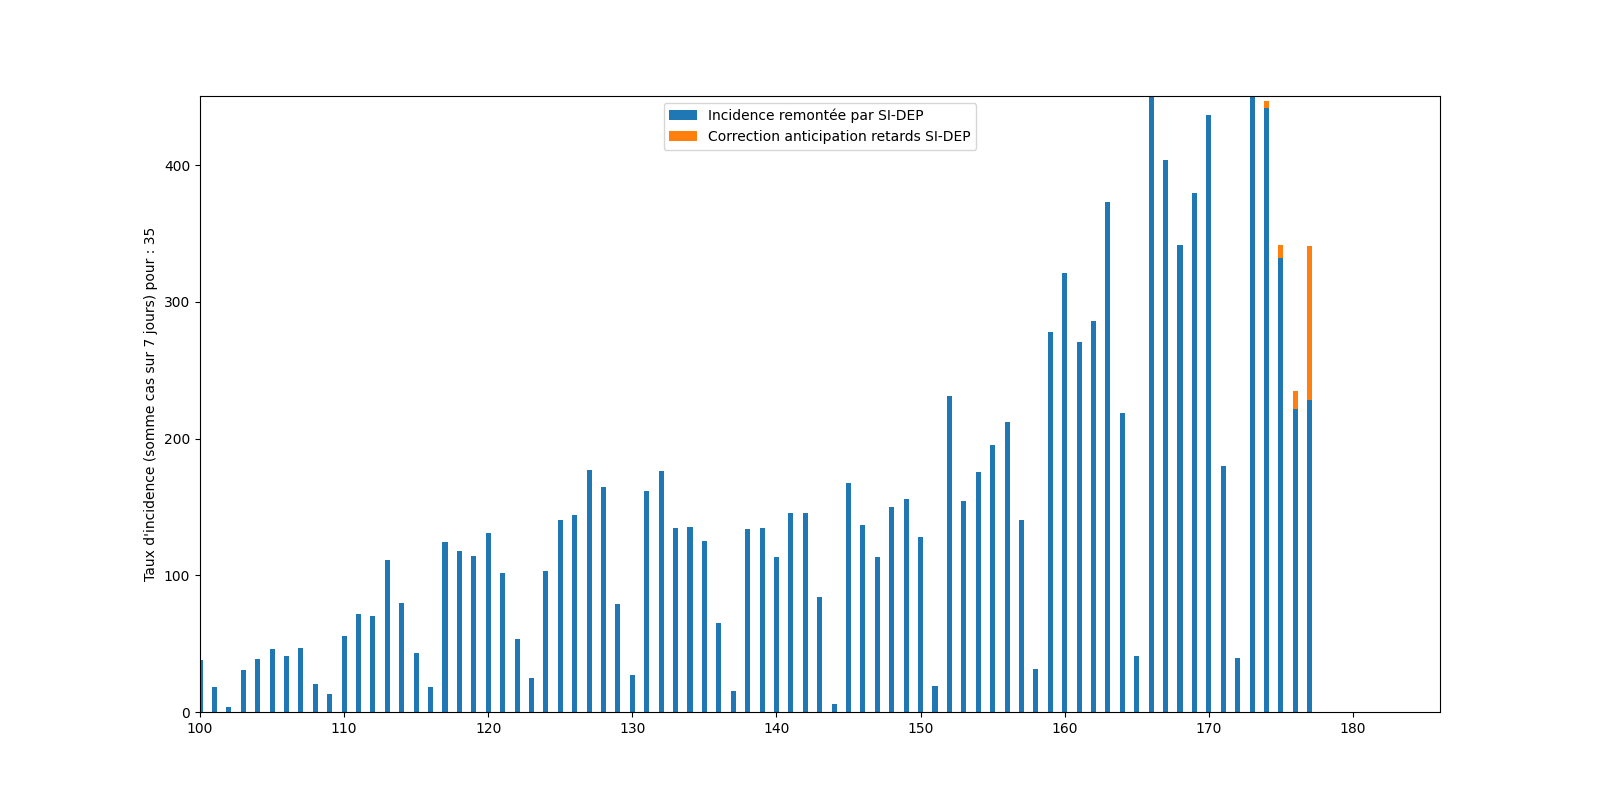 Incidence remontée par SI-DEP
Correction anticipation retards SI-DEP
Taux d'incidence (somme cas sur 7 jours) pour : 35
400
300
200
100
0
100 110 120 130 140 150 160 170 180